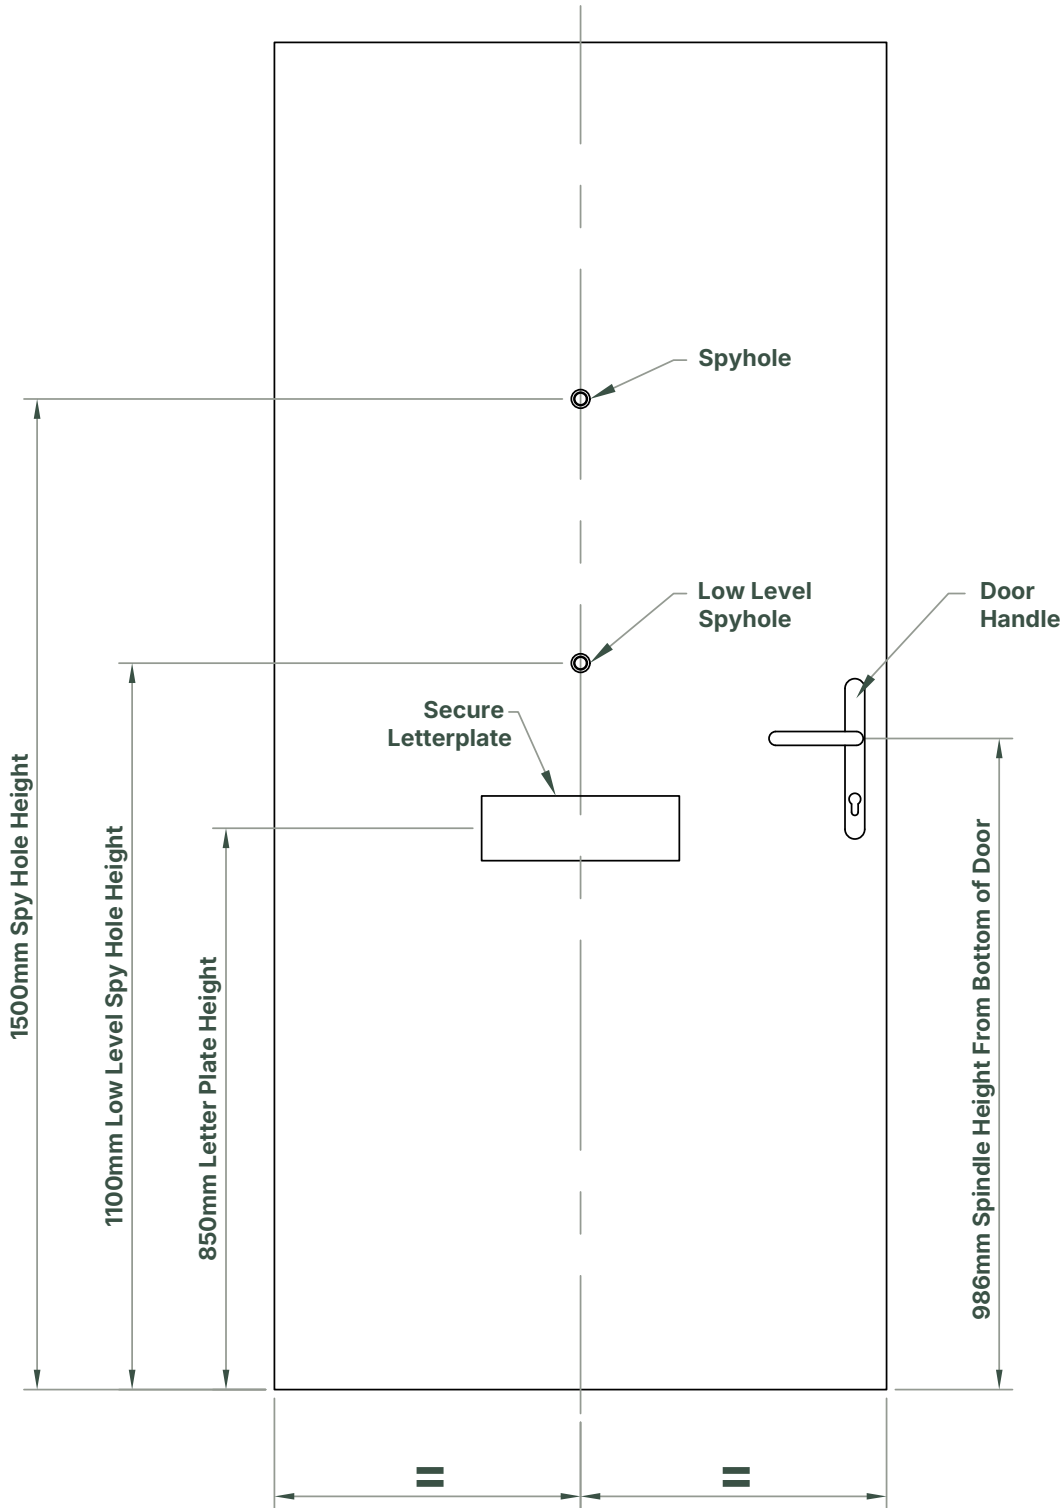 Spyhole
Low Level
Spyhole
Door
Handle
Secure
Letterplate
1500mm Spy Hole Height
1100mm Low Level Spy Hole Height
850mm Letter Plate Height
986mm Spindle Height From Bottom of Door
=
=